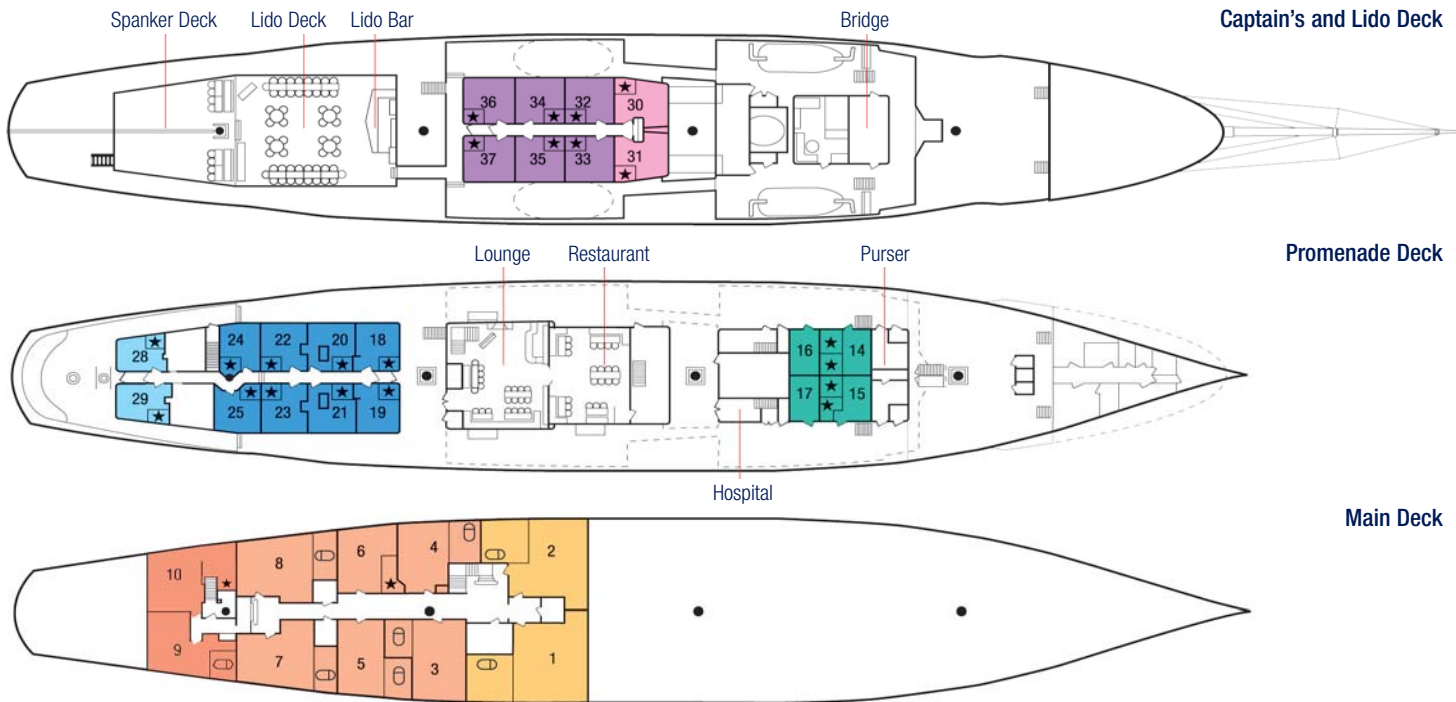 Spanker Deck Lido Deck Lido Bar Bridge Captain's and Lido Deck
36 34 32 30
37 35 33 31
Lounge Restaurant Purser Promenade Deck
28 24 22 20 18 16 14
29 25 23 21 19 17 15
Hospital
Main Deck
10 8 6 4 2
9 7 5 3 1